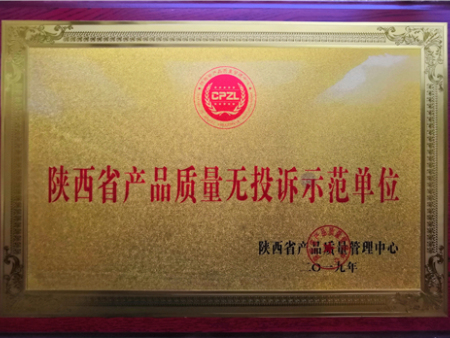 CPZL
陕西省产品质量无投诉示范单位
陕西省产品质量管理中心
二〇一九年